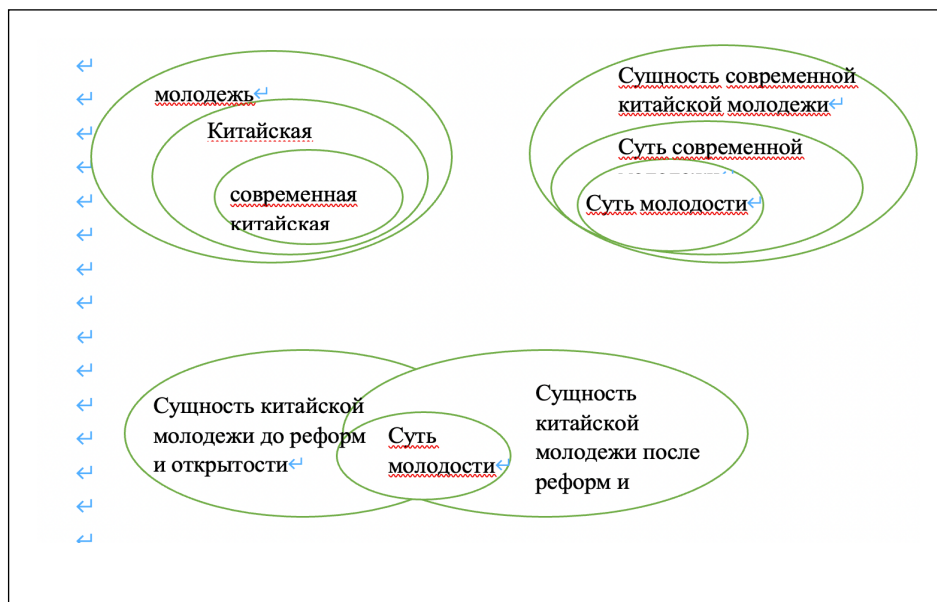 молодежь
Китайская
современная
китайская
Сущность современной
китайской молодежи
Суть современной
Суть молодости
Сущность китайской
молодежи до реформ
и открытости
Суть
молодости
Сущность
китайской
молодежи после
реформ и